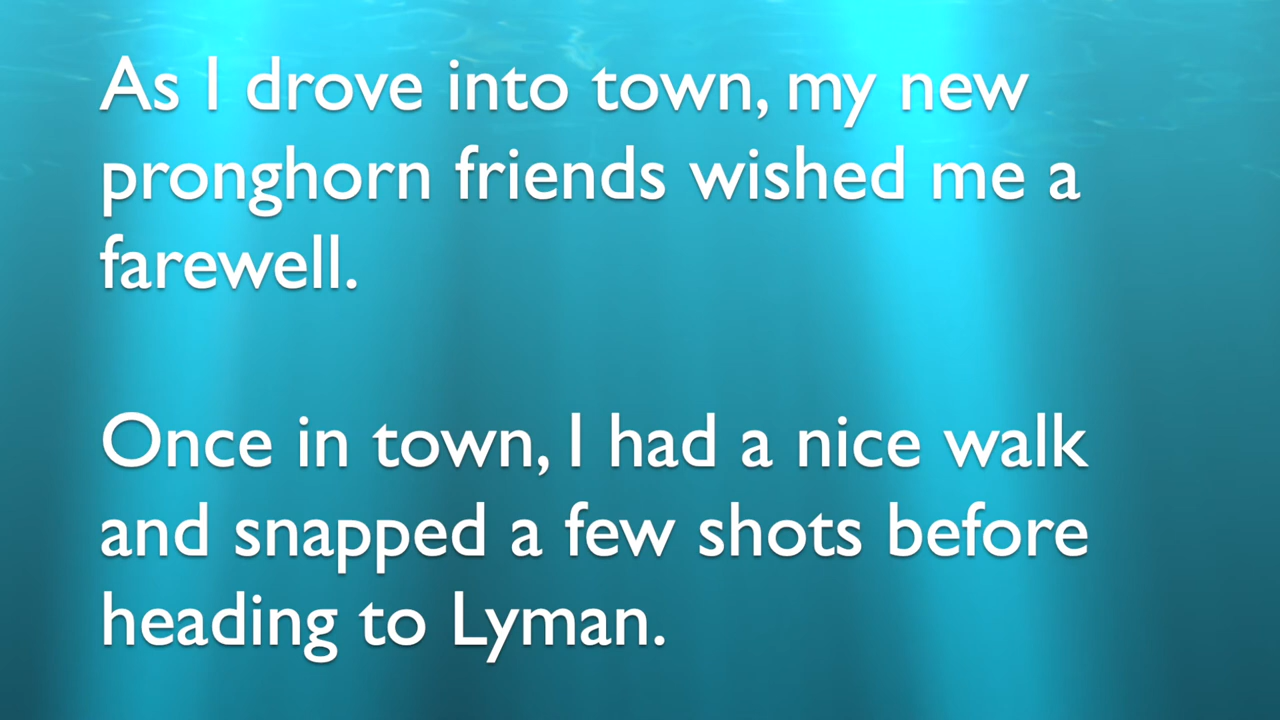 As I drove into town, my new
pronghorn friends wished me a
farewell.
Once in town, I had a nice walk
and snapped a few shots before
heading to Lyman.